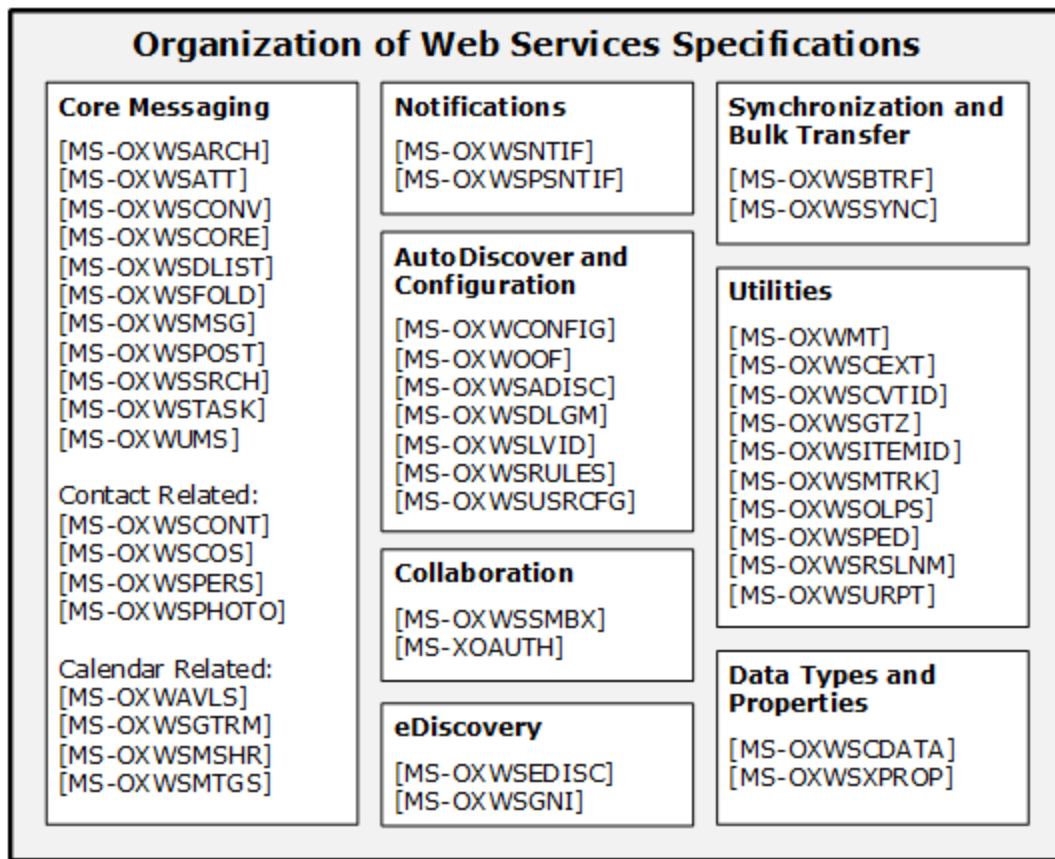 Organization of Web Services Specifications
Core Messaging
[MS-OXWSARCH]
[MS-OXWSATT]
[MS-OXWSCONV]
[MS-OXWSCORE]
[MS-OXWSDLIST]
[MS-OXWSFOLD]
[MS-OXWSMSG]
[MS-OXWSPOST]
[MS-OXWSSRCH]
[MS-OXWSTASK]
[MS-OXWUMS]
Contact Related:
[MS-OXWSCONT]
[MS-OXWSCOS]
[MS-OXWSPERS]
[MS-OXWSPHOTO]
Calendar Related:
[MS-OXWAVLS]
[MS-OXWSGTRM]
[MS-OXWSMSHR]
[MS-OXWSMTGS]
Notifications
[MS-OXWSNTIF]
[MS-OXWSPSNTIF]
AutoDiscover and
Configuration
[MS-OXWCONFIG]
[MS-OXWOOF]
[MS-OXWSADISC]
[MS-OXWSDLGM]
[MS-OXWSLVID]
[MS-OXWSRULES]
[MS-OXWSUSRCFG]
Collaboration
[MS-OXWSSMBX]
[MS-XOAUTH]
eDiscovery
[MS-OXWSEDISC]
[MS-OXWSGNI]
Synchronization and
Bulk Transfer
[MS-OXWSBTRF]
[MS-OXWSSYNC]
Utilities
[MS-OXWMT]
[MS-OXWSCEXT]
[MS-OXWSCVTID]
[MS-OXWSGTZ]
[MS-OXWSITEMID]
[MS-OXWSMTRK]
[MS-OXWSOLPS]
[MS-OXWSPED]
[MS-OXWSRSLNM]
[MS-OXWSURPT]
Data Types and
Properties
[MS-OXWSCDATA]
[MS-OXWSXPROP]